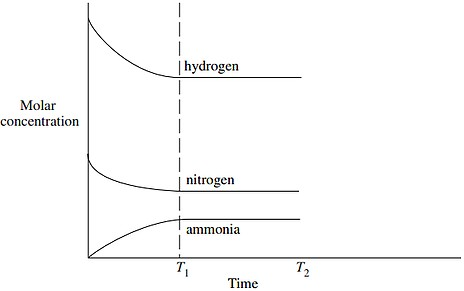 hydrogen
Molar
concentration
nitrogen
ammonia
T1
T2
Time